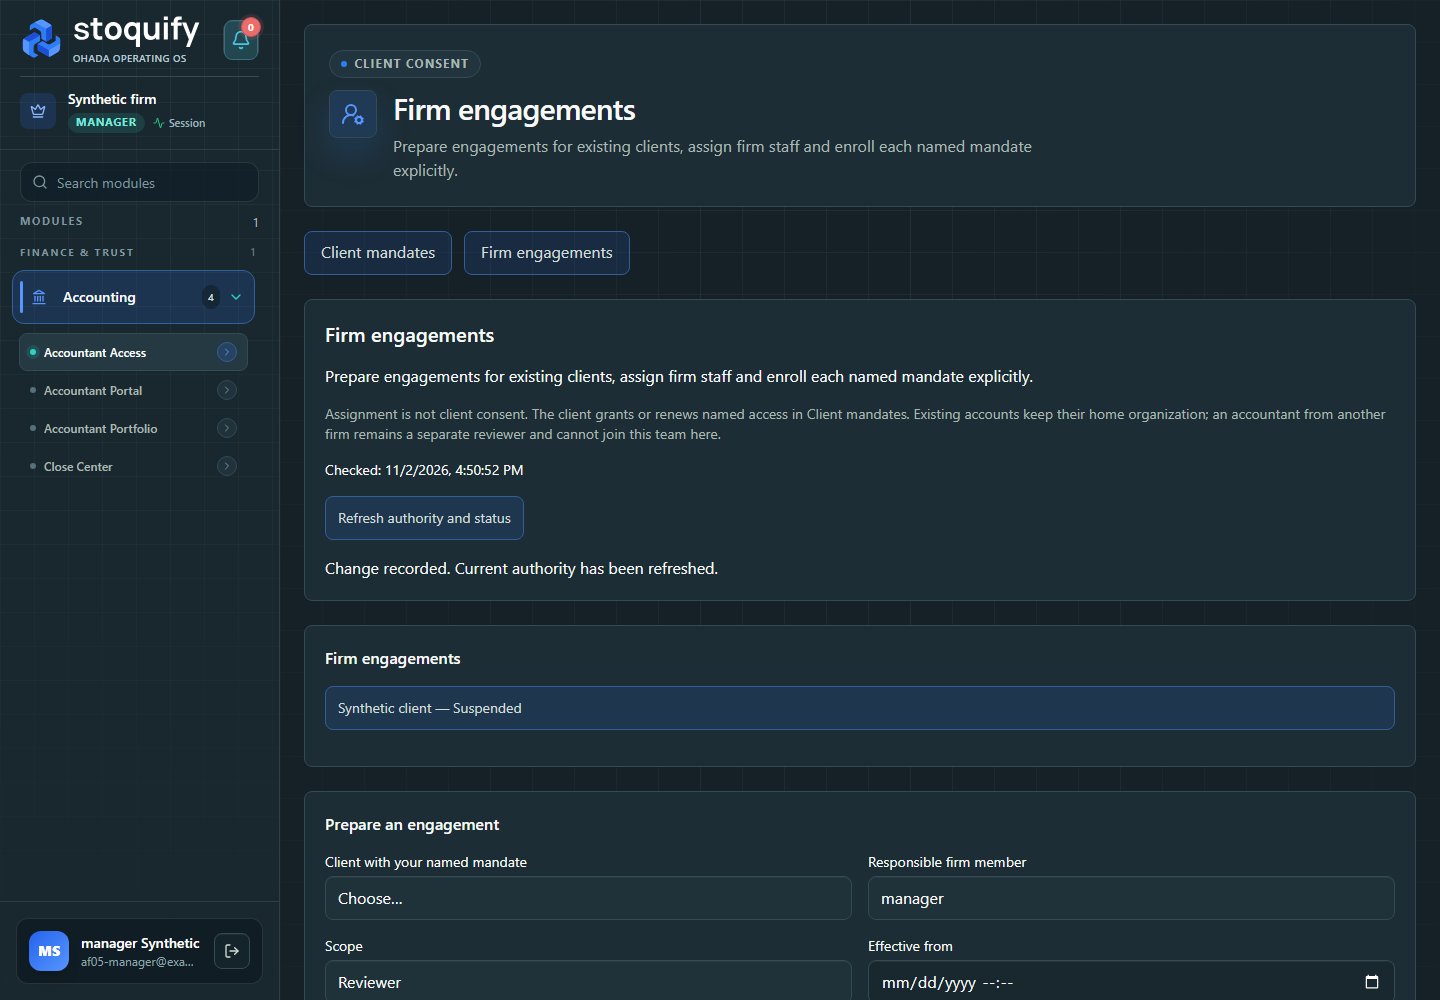 stoquify
OHADA OPERATING OS
0
Synthetic firm
MANAGER
Session
Search modules
MODULES
1
FINANCE & TRUST
1
Accounting
4
Accountant Access
Accountant Portal
Accountant Portfolio
Close Center
MS
manager Synthetic
af05-manager@exa...
CLIENT CONSENT
Firm engagements
Prepare engagements for existing clients, assign firm staff and enroll each named mandate
explicitly.
Client mandates
Firm engagements
Firm engagements
Prepare engagements for existing clients, assign firm staff and enroll each named mandate explicitly.
Assignment is not client consent. The client grants or renews named access in Client mandates. Existing accounts keep their home organization; an accountant from another
firm remains a separate reviewer and cannot join this team here.
Checked: 11/2/2026, 4:50:52 PM
Refresh authority and status
Change recorded. Current authority has been refreshed.
Firm engagements
Synthetic client — Suspended
Prepare an engagement
Client with your named mandate
Responsible firm member
Choose...
manager
Scope
Effective from
Reviewer
mm/dd/yyyy --:--